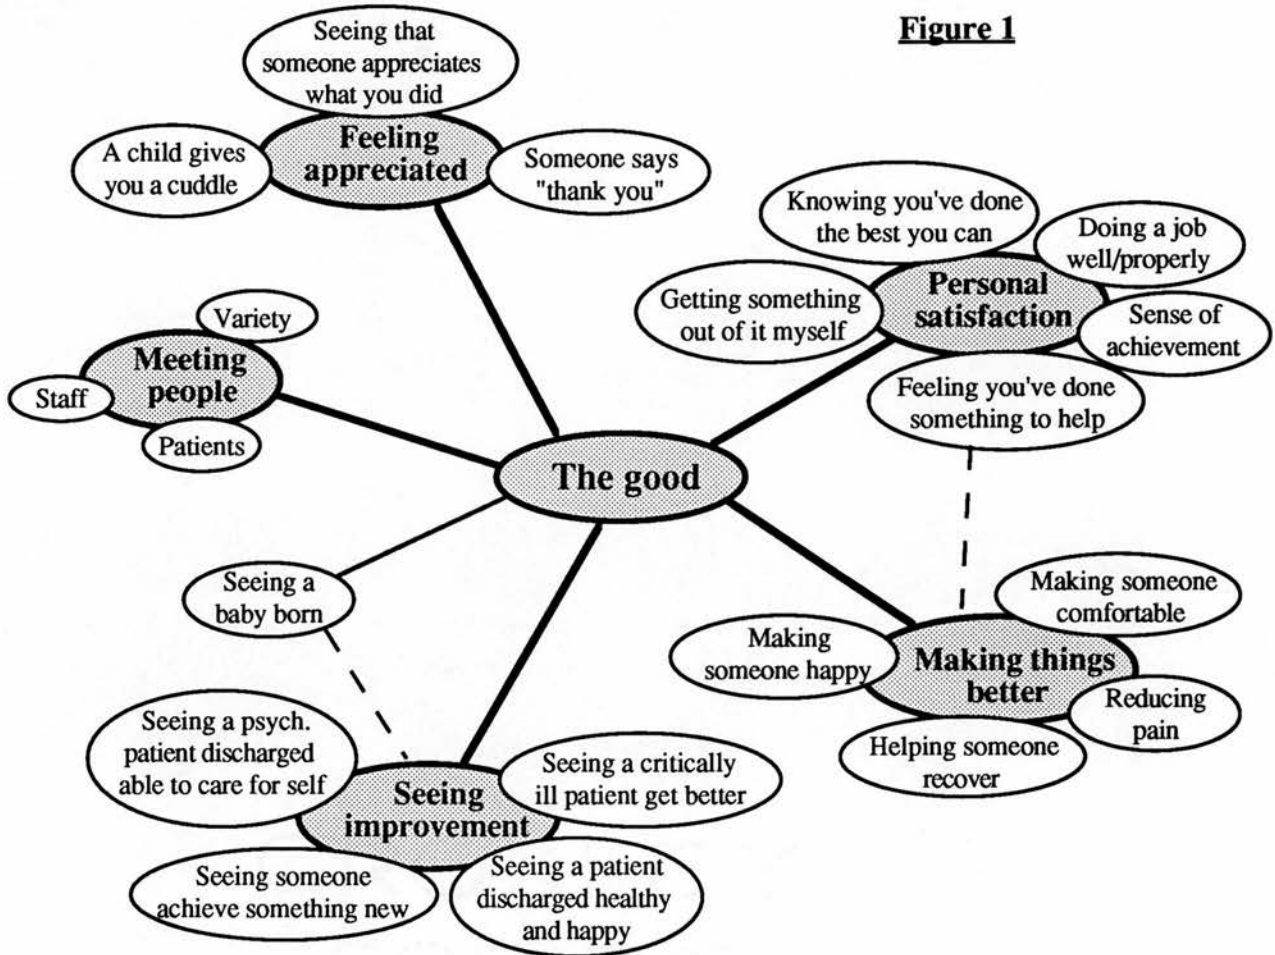 Figure 1
Seeing that
someone appreciates
what you did
Feeling
appreciated
A child gives
you a cuddle
Someone says
"thank you"
Knowing you've done
the best you can
Doing a job
well/properly
Personal
satisfaction
Getting something
out of it myself
Sense of
achievement
Feeling you've done
something to help
Variety
Meeting
people
Staff
Patients
The good
Seeing a
baby born
Making someone
comfortable
Making
someone happy
Making things
better
Reducing
pain
Helping someone
recover
Seeing a psych.
patient discharged
able to care for self
Seeing a critically
ill patient get better
Seeing
improvement
Seeing someone
achieve something new
Seeing a patient
discharged healthy
and happy